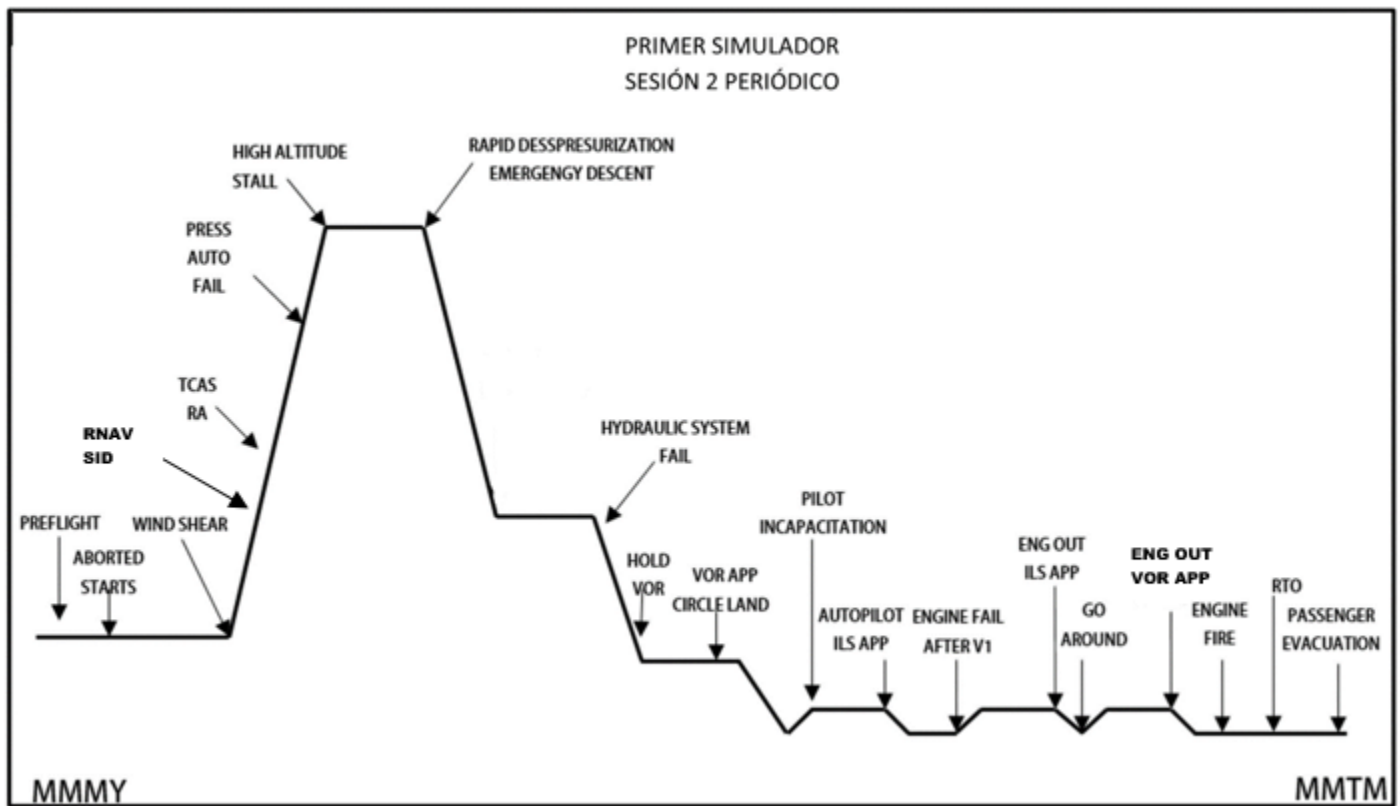 PRIMER SIMULADOR
SESIÓN 2 PERIÓDICO
HIGH ALTITUDE
STALL
RAPID DESSPRESURIZATION
EMERGENGY DESCENT
PRESS
AUTO
FAIL
TCAS
RA
RNAV
SID
PREFLIGHT
ABORTED
STARTS
WIND SHEAR
HYDRAULIC SYSTEM
FAIL
HOLD
VOR
VOR APP
CIRCLE LAND
PILOT
INCAPACITATION
AUTOPILOT
ILS APP
ENGINE FAIL
AFTER V1
ENG OUT
ILS APP
GO
AROUND
ENG OUT
VOR APP
ENGINE
FIRE
RTO
PASSENGER
EVACUATION
MMMY
MMTM